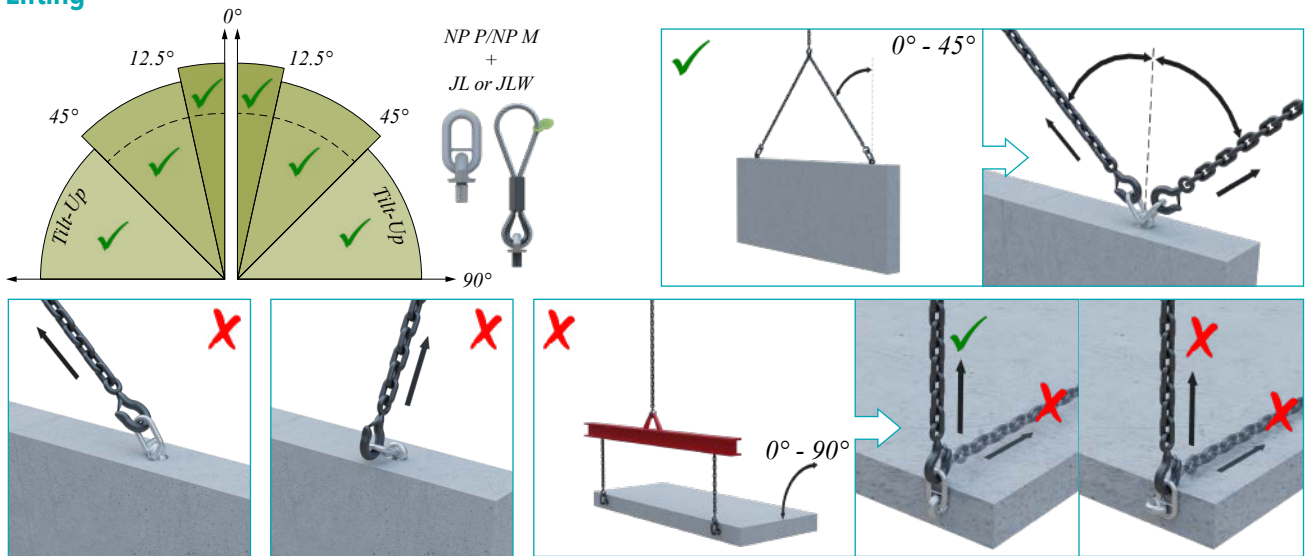 Lifting
0°
12.5°
12.5°
45°
45°
Tilt-Up
Tilt-Up
90°
NP P/NP M
+
JL or JLW
0° - 45°
0° - 90°